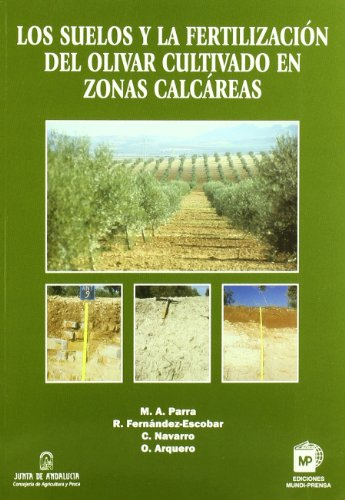 LOS SUELOS Y LA FERTILIZACIÓN
DEL OLIVAR CULTIVADO EN
ZONAS CALCÁREAS
9
M. A. Parra
R. Fernández-Escobar
C. Navarro
O. Arquero
JUNTA DE ANDALUCIA
Consejería de Agricultura y Pesca
MP
EDICIONES
MUNDI-PRENSA